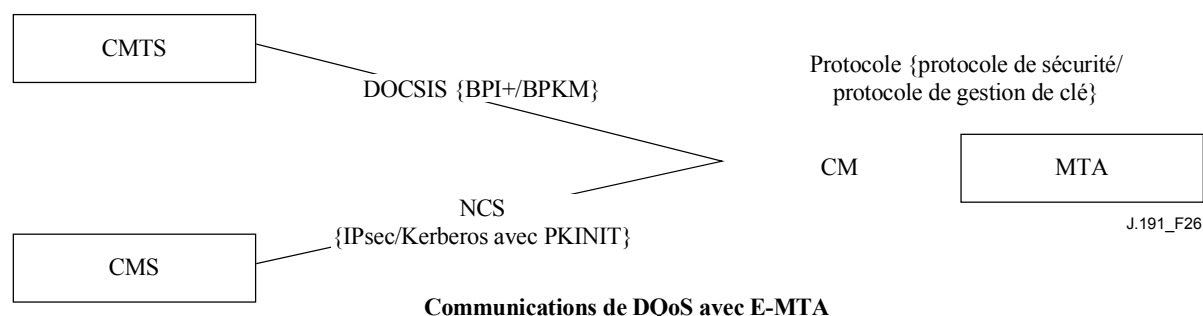 CMTS
DOCSIS {BPI+/BPKM}
Protocole {protocole de sécurité/
protocole de gestion de clé}
CM
MTA
NCS
{IPsec/Kerberos avec PKINIT}
CMS
J.191_F26
Communications de DQoS avec E-MTA